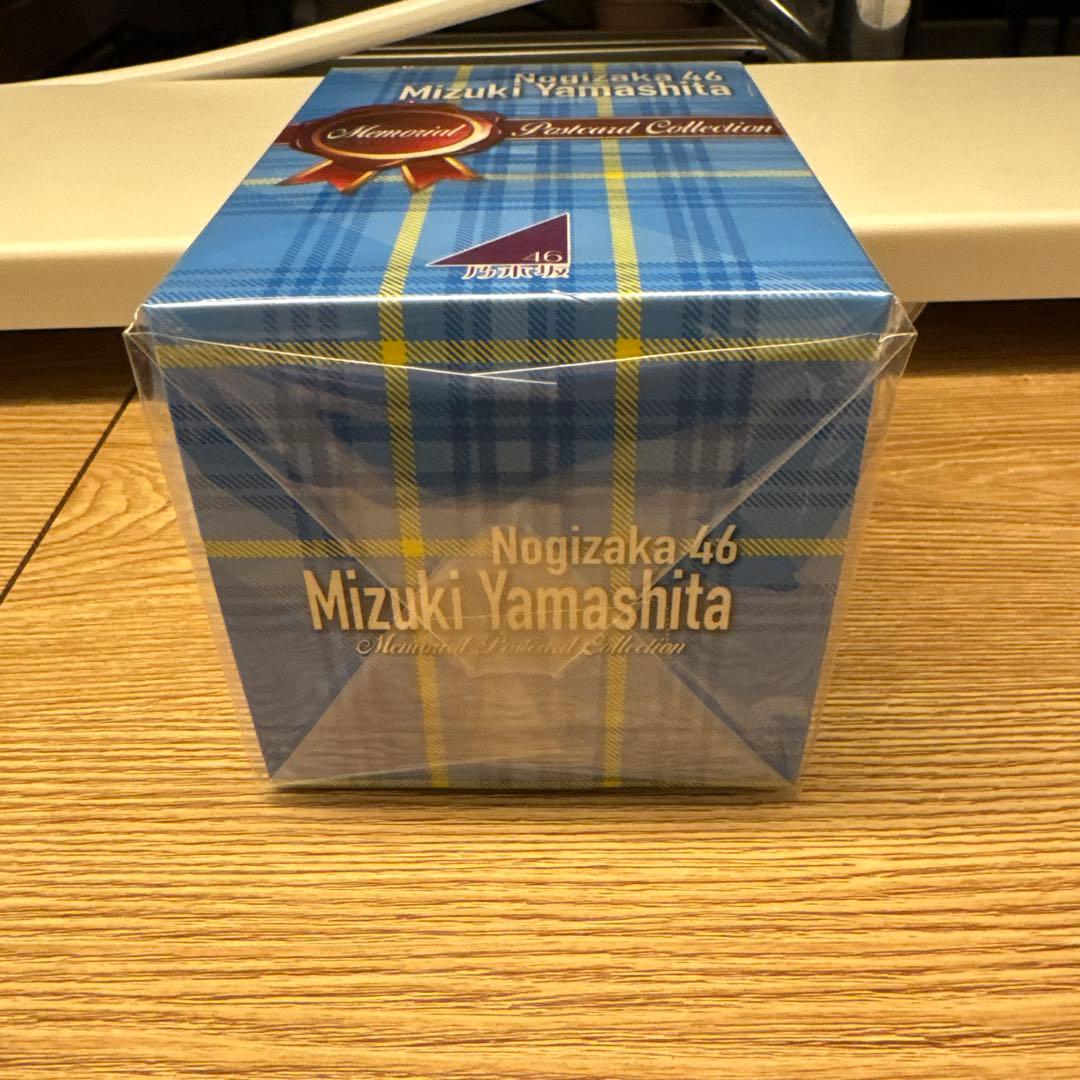 Nogizaka 46
Mizuki Yamashita
Memorial Postcard Collection
46
乃木坂
Nogizaka 46
Mizuki Yamashita
Memorial Postcard Collection